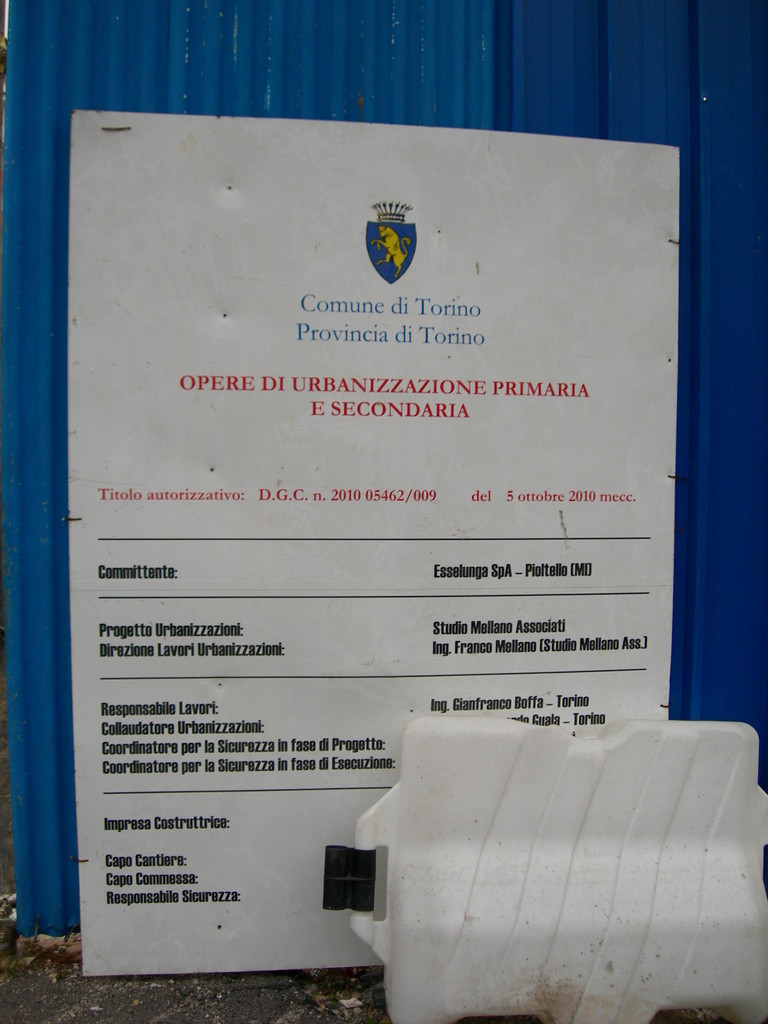 Comune di Torino
Provincia di Torino
OPERE DI URBANIZZAZIONE PRIMARIA
E SECONDARIA
Titolo autorizzativo: D.G.C. n. 2010 05462/009 del 5 ottobre 2010 mecc.
Committente: Esselunga SpA – Pioltello (MI)
Progetto Urbanizzazioni: Studio Mellano Associati
Direzione Lavori Urbanizzazioni: Ing. Franco Mellano (Studio Mellano Ass.)
Responsabile Lavori: Ing. Gianfranco Boffa – Torino
Collaudatore Urbanizzazioni: Guala – Torino
Coordinatore per la Sicurezza in fase di Progetto:
Coordinatore per la Sicurezza in fase di Esecuzione:
Impresa Costruttrice:
Capo Cantiere:
Capo Commessa:
Responsabile Sicurezza: